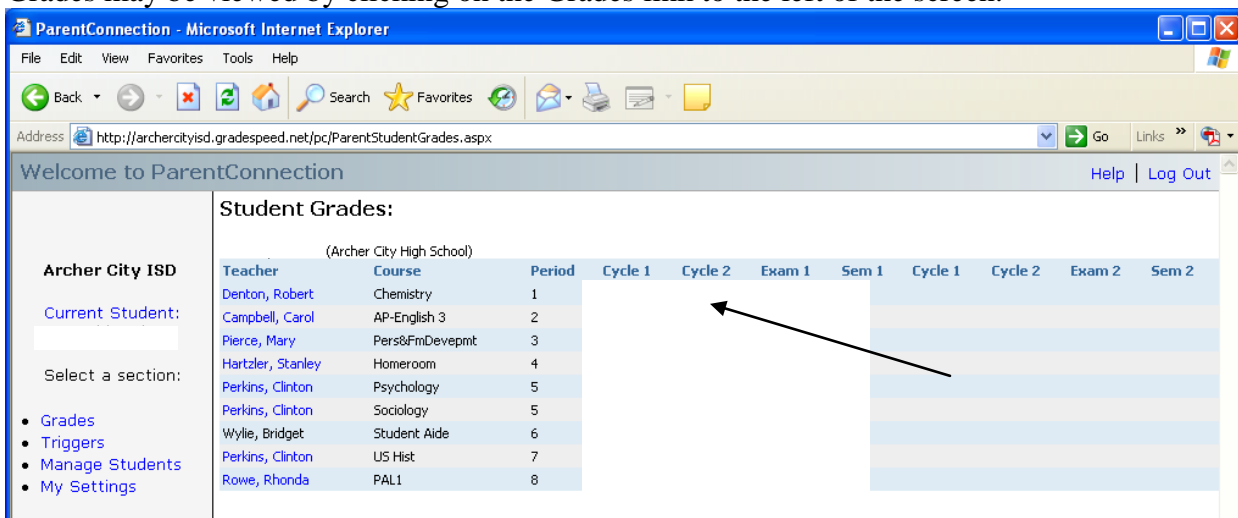 Grades may be viewed by clicking on the Grades link to the left of the screen.
ParentConnection - Microsoft Internet Explorer
File Edit View Favorites Tools Help
Back Search Favorites
Address http://archercityisd.gradespeed.net/pc/ParentStudentGrades.aspx Go Links »
Welcome to ParentConnection Help | Log Out
Student Grades:
(Archer City High School)
Archer City ISD
Teacher Course Period Cycle 1 Cycle 2 Exam 1 Sem 1 Cycle 1 Cycle 2 Exam 2 Sem 2
Denton, Robert Chemistry 1
Current Student:
Campbell, Carol AP-English 3 2
Pierce, Mary Pers&FmDevepmt 3
Hartzler, Stanley Homeroom 4
Select a section:
Perkins, Clinton Psychology 5
Perkins, Clinton Sociology 5
• Grades
Wylie, Bridget Student Aide 6
• Triggers
Perkins, Clinton US Hist 7
• Manage Students
Rowe, Rhonda PAL1 8
• My Settings